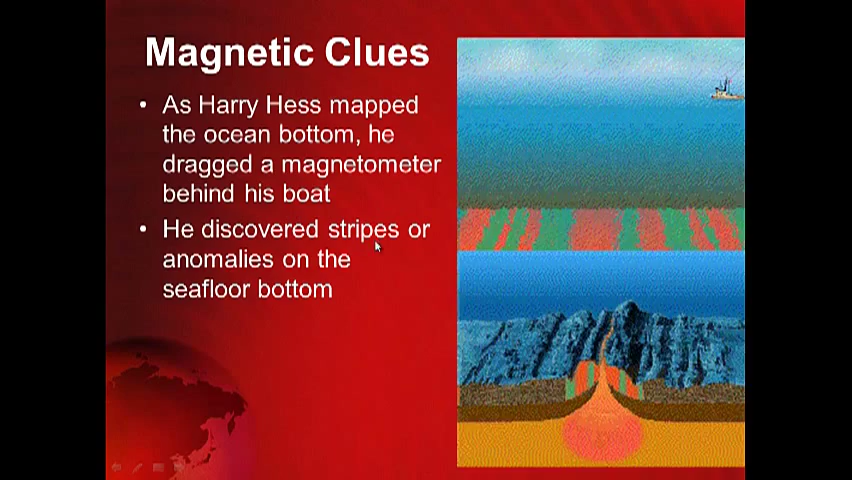 Magnetic Clues
• As Harry Hess mapped
the ocean bottom, he
dragged a magnetometer
behind his boat
• He discovered stripes or
anomalies on the
seafloor bottom